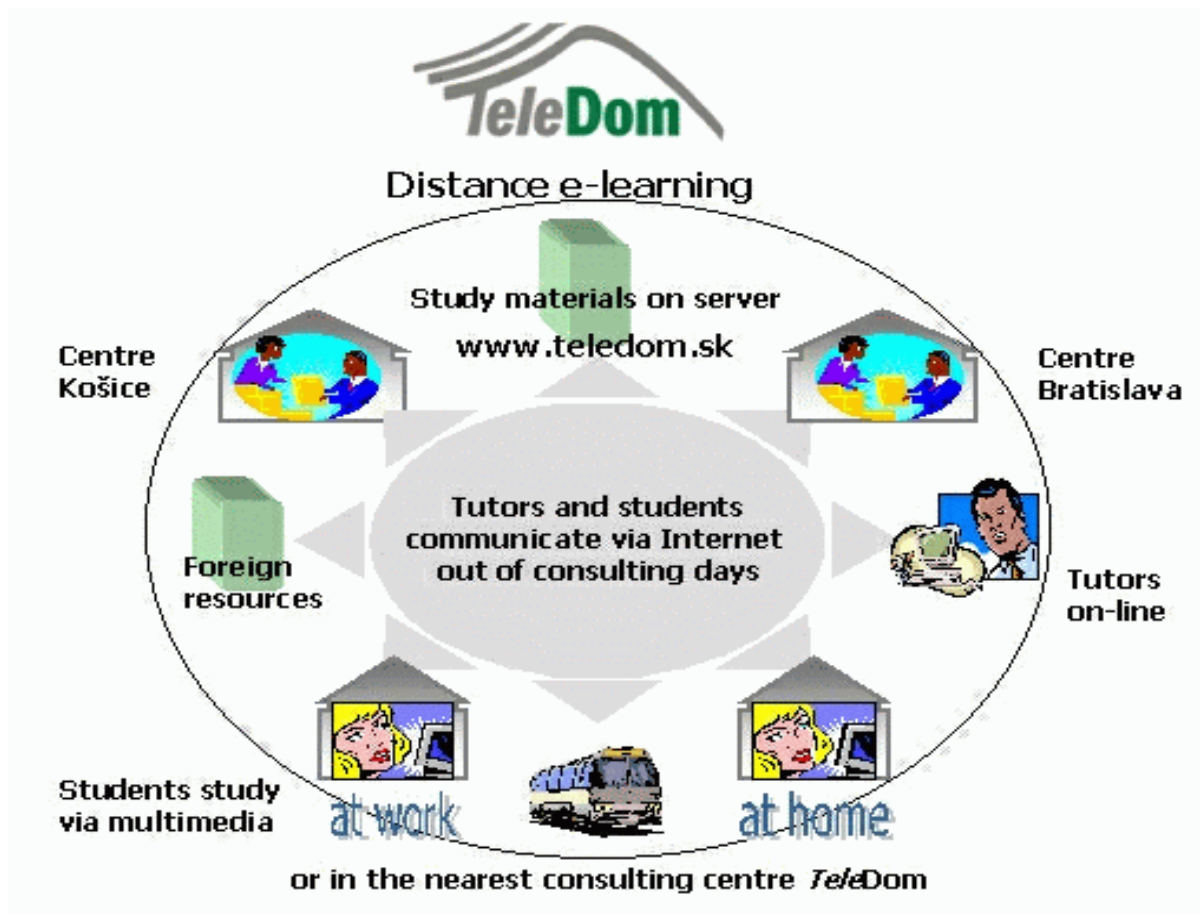 TeleDom
Distance e-learning
Study materials on server
www.teledom.sk
Centre
Košice
Centre
Bratislava
Tutors and students
communicate via Internet
out of consulting days
Foreign
resources
Tutors
on-line
Students study
via multimedia
at work
at home
or in the nearest consulting centre TeleDom